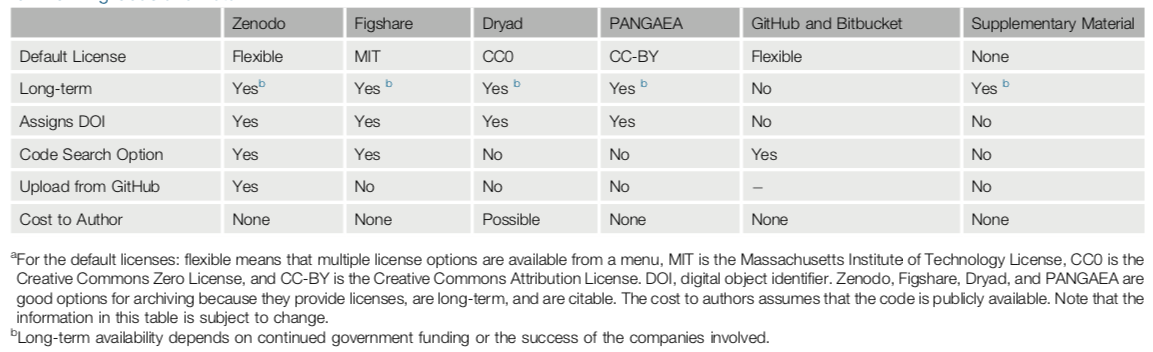 Zenodo Figshare Dryad PANGAEA GitHub and Bitbucket Supplementary Material
Default License Flexible MIT CC0 CC-BY Flexible None
Long-term Yesb Yes b Yes b Yes b No Yes b
Assigns DOI Yes Yes Yes Yes No No
Code Search Option Yes Yes No No Yes No
Upload from GitHub Yes No No No – No
Cost to Author None None Possible None None None
aFor the default licenses: flexible means that multiple license options are available from a menu, MIT is the Massachusetts Institute of Technology License, CC0 is the
Creative Commons Zero License, and CC-BY is the Creative Commons Attribution License. DOI, digital object identifier. Zenodo, Figshare, Dryad, and PANGAEA are
good options for archiving because they provide licenses, are long-term, and are citable. The cost to authors assumes that the code is publicly available. Note that the
information in this table is subject to change.
bLong-term availability depends on continued government funding or the success of the companies involved.